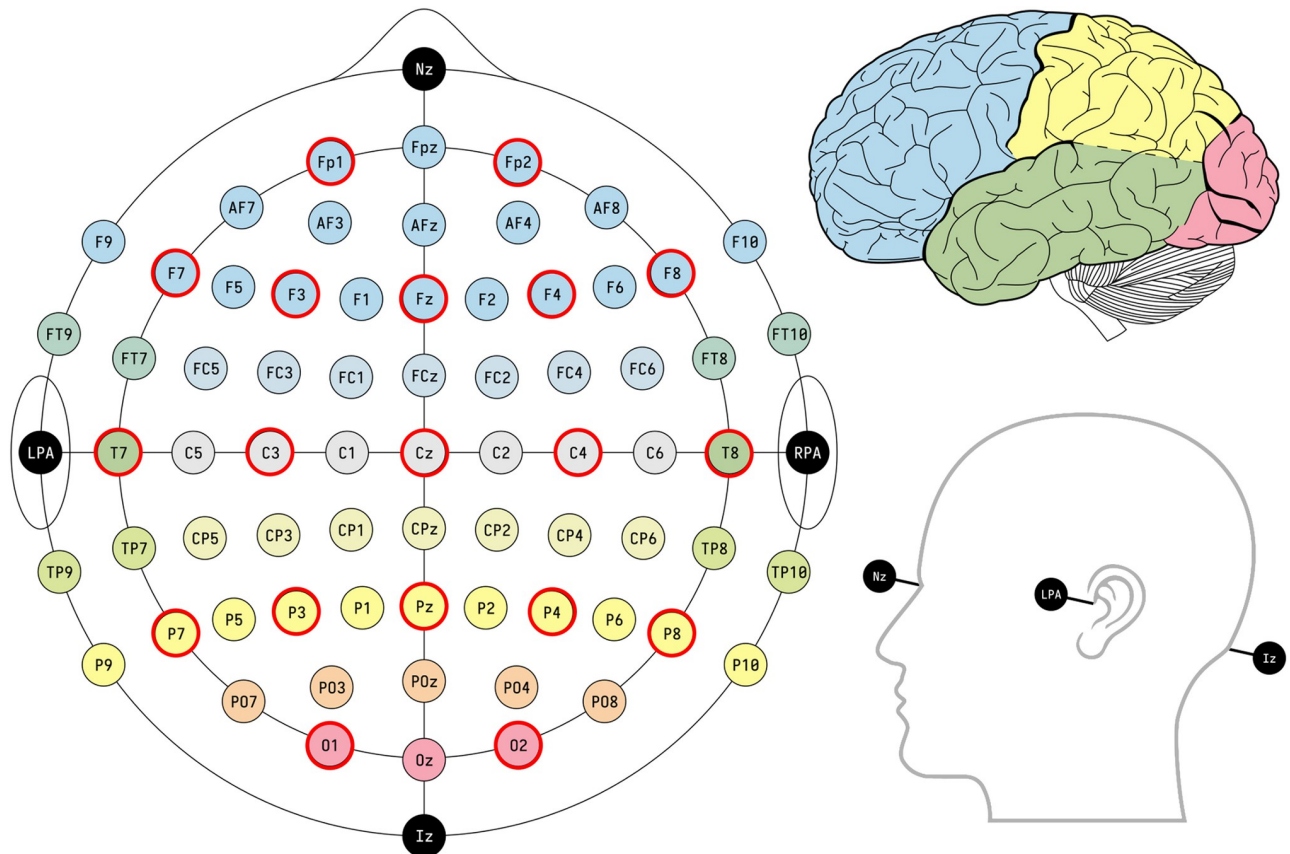 Nz
Fp1 Fpz Fp2
AF7 AF3 AFz AF4 AF8
F9 F7 F5 F3 F1 Fz F2 F4 F6 F8 F10
FT9 FT7 FC5 FC3 FC1 FCz FC2 FC4 FC6 FT8 FT10
LPA T7 C5 C3 C1 Cz C2 C4 C6 T8 RPA
TP9 TP7 CP5 CP3 CP1 CPz CP2 CP4 CP6 TP8 TP10
P9 P7 P5 P3 P1 Pz P2 P4 P6 P8 P10
PO7 PO3 POz PO4 PO8
O1 Oz O2
Iz
Nz
LPA
Iz